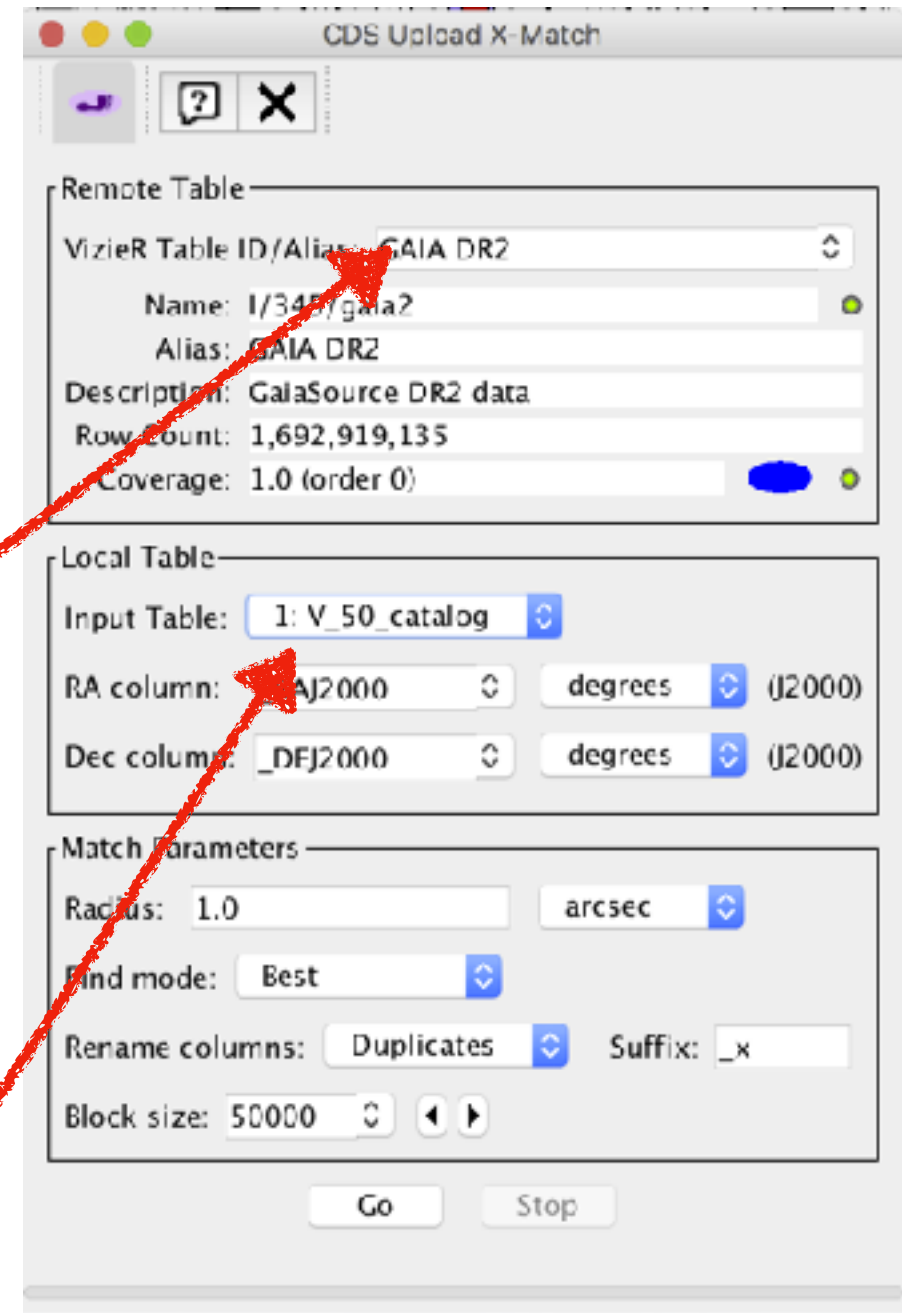 CDS Upload X-Match
Remote Table
VizieR Table ID/Alias: GAIA DR2
Name: I/345/gaia2
Alias: GAIA DR2
Description: GaiaSource DR2 data
Row Count: 1,692,919,135
Coverage: 1.0 (order 0)
Local Table
Input Table: 1: V_50_catalog
RA column: AJ2000 degrees (J2000)
Dec column: _DEJ2000 degrees (J2000)
Match Parameters
Radius: 1.0 arcsec
Find mode: Best
Rename columns: Duplicates Suffix: _x
Block size: 50000
Go Stop